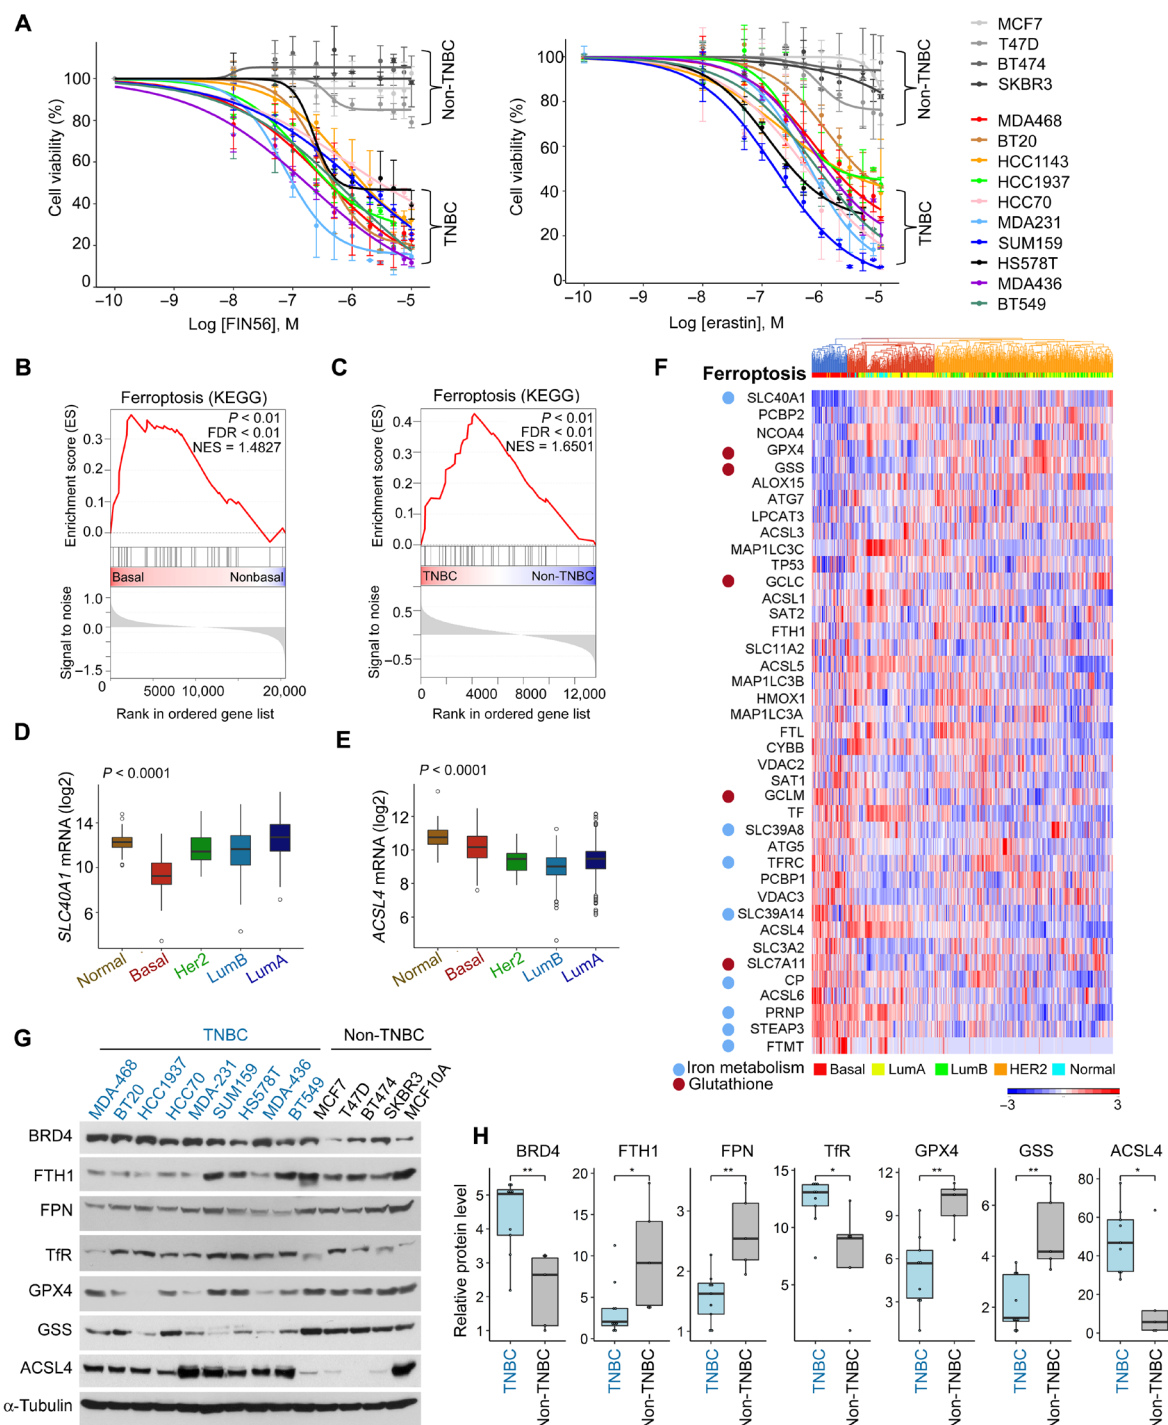 A
Cell viability (%)
100
80
60
40
20
0
−10
−9
−8
−7
−6
−5
Log [FIN56], M
Non-TNBC
TNBC
Cell viability (%)
100
80
60
40
20
0
−10
−9
−8
−7
−6
−5
Log [erastin], M
Non-TNBC
TNBC
MCF7
T47D
BT474
SKBR3
MDA468
BT20
HCC1143
HCC1937
HCC70
MDA231
SUM159
HS578T
MDA436
BT549
B
Ferroptosis (KEGG)
P < 0.01
FDR < 0.01
NES = 1.4827
Enrichment score (ES)
0.3
0.2
0.1
0.0
Basal
Nonbasal
Signal to noise
1.0
0.0
−1.5
0
5000
10,000
20,000
Rank in ordered gene list
C
Ferroptosis (KEGG)
P < 0.01
FDR < 0.01
NES = 1.6501
Enrichment score (ES)
0.4
0.3
0.2
0.1
0.0
TNBC
Non-TNBC
Signal to noise
0.5
−0.5
0
4000
8000
12,000
Rank in ordered gene list
D
P < 0.0001
SLC40A1 mRNA (log2)
14
10
6
Normal
Basal
Her2
LumB
LumA
E
P < 0.0001
ACSL4 mRNA (log2)
12
10
8
6
Normal
Basal
Her2
LumB
LumA
F
Ferroptosis
SLC40A1
PCBP2
NCOA4
GPX4
GSS
ALOX15
ATG7
LPCAT3
ACSL3
MAP1LC3C
TP53
GCLC
ACSL1
SAT2
FTH1
SLC11A2
ACSL5
MAP1LC3B
HMOX1
MAP1LC3A
FTL
CYBB
VDAC2
SAT1
GCLM
TF
SLC39A8
ATG5
TFRC
PCBP1
VDAC3
SLC39A14
ACSL4
SLC3A2
SLC7A11
CP
ACSL6
PRNP
STEAP3
FTMT
Iron metabolism
Glutathione
Basal
LumA
LumB
HER2
Normal
−3
3
G
TNBC
Non-TNBC
MDA-468
BT20
HCC1937
HCC70
MDA-231
SUM159
HS578T
MDA-436
BT549
MCF7
T47D
BT474
SKBR3
MCF10A
BRD4
FTH1
FPN
TfR
GPX4
GSS
ACSL4
α-Tubulin
H
Relative protein level
BRD4
**
5
4
3
2
1
TNBC
Non-TNBC
FTH1
*
20
15
10
5
0
TNBC
Non-TNBC
FPN
**
3
2
1
TNBC
Non-TNBC
TfR
*
15
10
5
TNBC
Non-TNBC
GPX4
**
12
9
6
3
TNBC
Non-TNBC
GSS
**
6
4
2
TNBC
Non-TNBC
ACSL4
*
80
60
40
20
0
TNBC
Non-TNBC